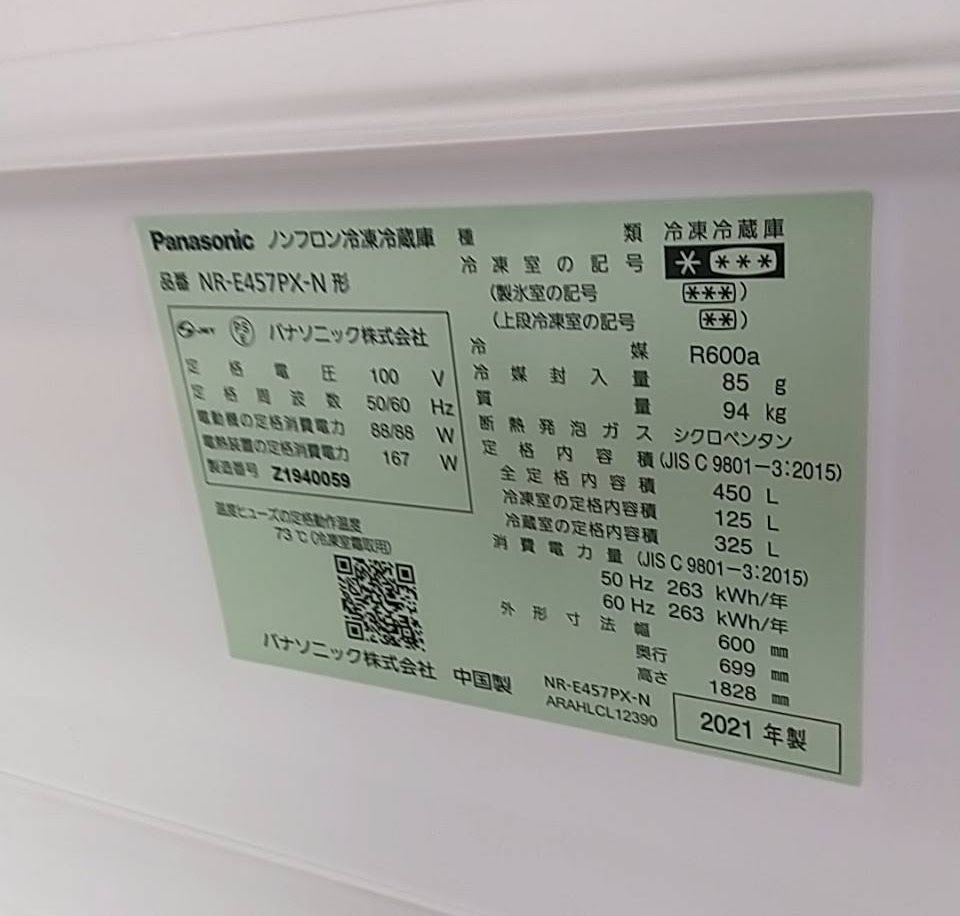 Panasonic ノンフロン冷凍冷蔵庫
品番 NR-E457PX-N 形
JET PS E パナソニック株式会社
定格電圧 100 V
定格周波数 50/60 Hz
電動機の定格消費電力 88/88 W
電熱装置の定格消費電力 167 W
製造番号 Z1940059
温度ヒューズの定格動作温度
73℃(冷凍室霜取用)
パナソニック株式会社 中国製
種類 冷凍冷蔵庫
冷凍室の記号 * ***
(製氷室の記号 ***)
(上段冷凍室の記号 **)
冷媒 R600a
冷媒封入量 85 g
質量 94 kg
断熱発泡ガス シクロペンタン
定格内容積 (JIS C 9801-3:2015)
全定格内容積 450 L
冷凍室の定格内容積 125 L
冷蔵室の定格内容積 325 L
消費電力量 (JIS C 9801-3:2015)
50 Hz 263 kWh/年
60 Hz 263 kWh/年
外形寸法 幅 600 mm
奥行 699 mm
高さ 1828 mm
NR-E457PX-N
ARAHLCL12390
2021 年製